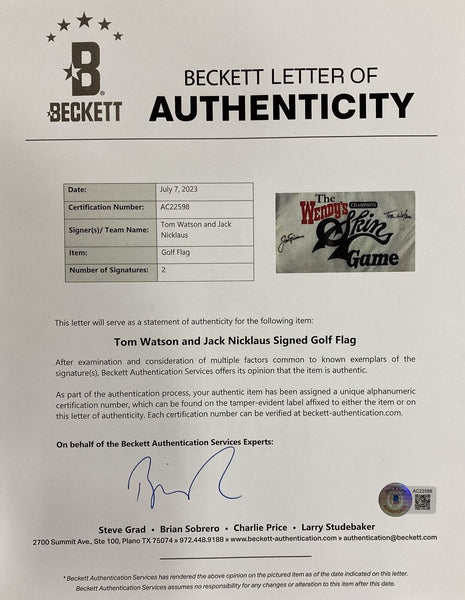 B
®
BECKETT
BECKETT LETTER OF
AUTHENTICITY
Date: July 7, 2023
Certification Number: AC22598
Signer(s)/ Team Name: Tom Watson and Jack
Nicklaus
Item: Golf Flag
Number of Signatures: 2
The
WENDY'S CHAMPIONS
Skin
Game
This letter will serve as a statement of authenticity for the following item:
Tom Watson and Jack Nicklaus Signed Golf Flag
After examination and consideration of multiple factors common to known exemplars of the
signature(s), Beckett Authentication Services offers its opinion that the item is authentic.
As part of the authentication process, your authentic item has been assigned a unique alphanumeric
certification number, which can be found on the tamper-evident label affixed to either the item or on
this letter of authenticity. Each certification number can be verified at beckett-authentication.com.
On behalf of the Beckett Authentication Services Experts:
BECKETT
AC22598
Steve Grad • Brian Sobrero • Charlie Price • Larry Studebaker
2700 Summit Ave., Ste 100, Plano TX 75074 » 972.448.9188 » www.beckett-authentication.com » authentication@beckett.com
* Beckett Authentication Services has rendered above opinion on the pictured item as of the date indicated on this letter.
Beckett Authentication Services assumes no responsibility for any changes or alteration to this item after this date.